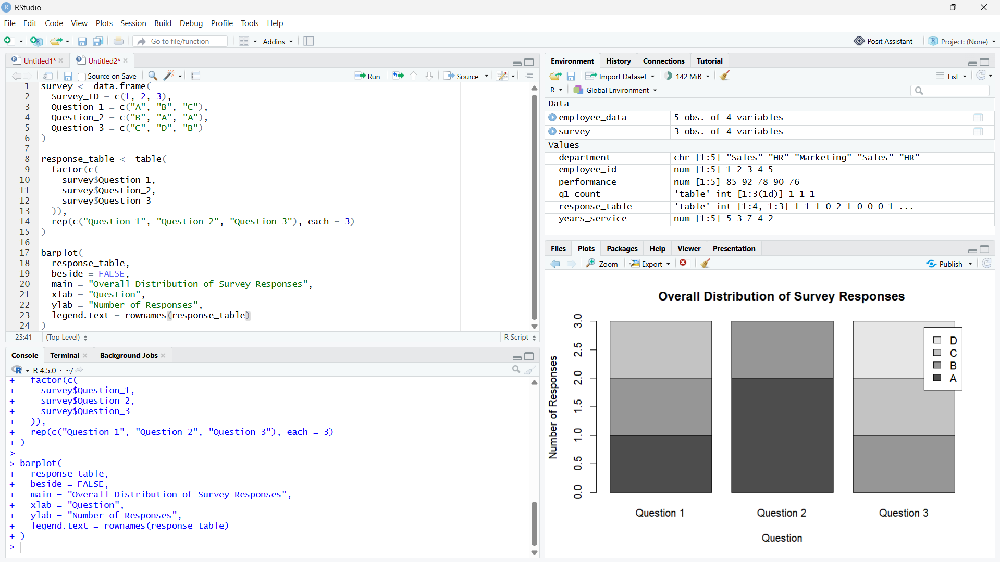 RStudio
File Edit Code View Plots Session Build Debug Profile Tools Help
Go to file/function Addins Posit Assistant Project: (None)
Untitled1* Untitled2*
Source on Save Run Source
1 survey <- data.frame(
2   Survey_ID = c(1, 2, 3),
3   Question_1 = c("A", "B", "C"),
4   Question_2 = c("B", "A", "A"),
5   Question_3 = c("C", "D", "B")
6 )
7
8 response_table <- table(
9   factor(c(
10     survey$Question_1,
11     survey$Question_2,
12     survey$Question_3
13   )),
14   rep(c("Question 1", "Question 2", "Question 3"), each = 3)
15 )
16
17 barplot(
18   response_table,
19   beside = FALSE,
20   main = "Overall Distribution of Survey Responses",
21   xlab = "Question",
22   ylab = "Number of Responses",
23   legend.text = rownames(response_table)
24 )
23:41 (Top Level) R Script
Console Terminal Background Jobs
R R 4.5.0 · ~/
+   factor(c(
+     survey$Question_1,
+     survey$Question_2,
+     survey$Question_3
+   )),
+   rep(c("Question 1", "Question 2", "Question 3"), each = 3)
+ )
>
> barplot(
+   response_table,
+   beside = FALSE,
+   main = "Overall Distribution of Survey Responses",
+   xlab = "Question",
+   ylab = "Number of Responses",
+   legend.text = rownames(response_table)
+ )
>
Environment History Connections Tutorial
Import Dataset 142 MiB List
R Global Environment
Data
employee_data 5 obs. of 4 variables
survey 3 obs. of 4 variables
Values
department chr [1:5] "Sales" "HR" "Marketing" "Sales" "HR"
employee_id num [1:5] 1 2 3 4 5
performance num [1:5] 85 92 78 90 76
q1_count 'table' int [1:3(1d)] 1 1 1
response_table 'table' int [1:4, 1:3] 1 1 1 0 2 1 0 0 0 1 ...
years_service num [1:5] 5 3 7 4 2
Files Plots Packages Help Viewer Presentation
Zoom Export Publish
Overall Distribution of Survey Responses
Number of Responses
3.0
2.5
2.0
1.5
1.0
0.5
0.0
D
C
B
A
Question 1 Question 2 Question 3
Question